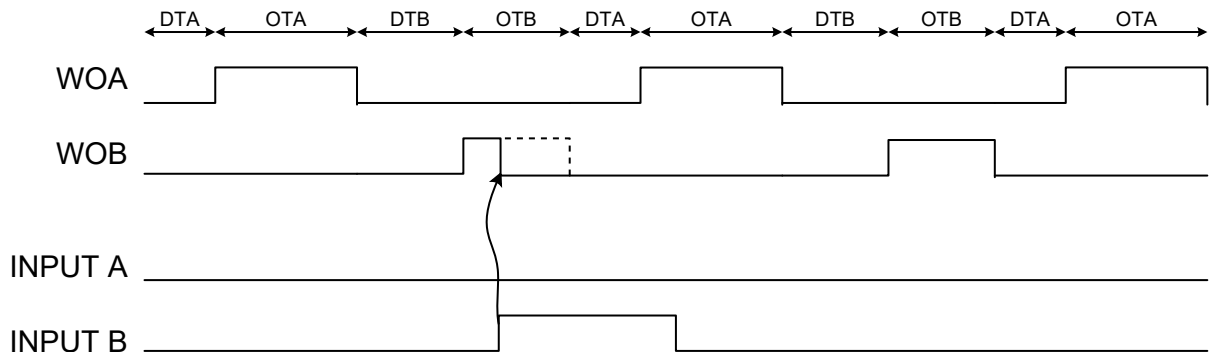 DTA OTA DTB OTB DTA OTA DTB OTB DTA OTA
WOA
WOB
INPUT A
INPUT B